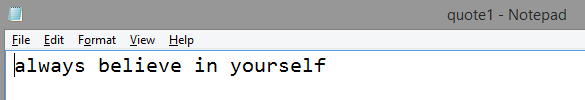 quote1 - Notepad
File Edit Format View Help
always believe in yourself